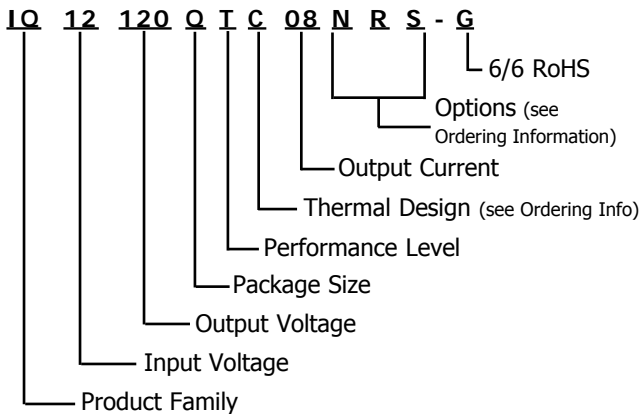 IQ 12 120 Q T C 08 N R S - G
6/6 RoHS
Options (see
Ordering Information)
Output Current
Thermal Design (see Ordering Info)
Performance Level
Package Size
Output Voltage
Input Voltage
Product Family